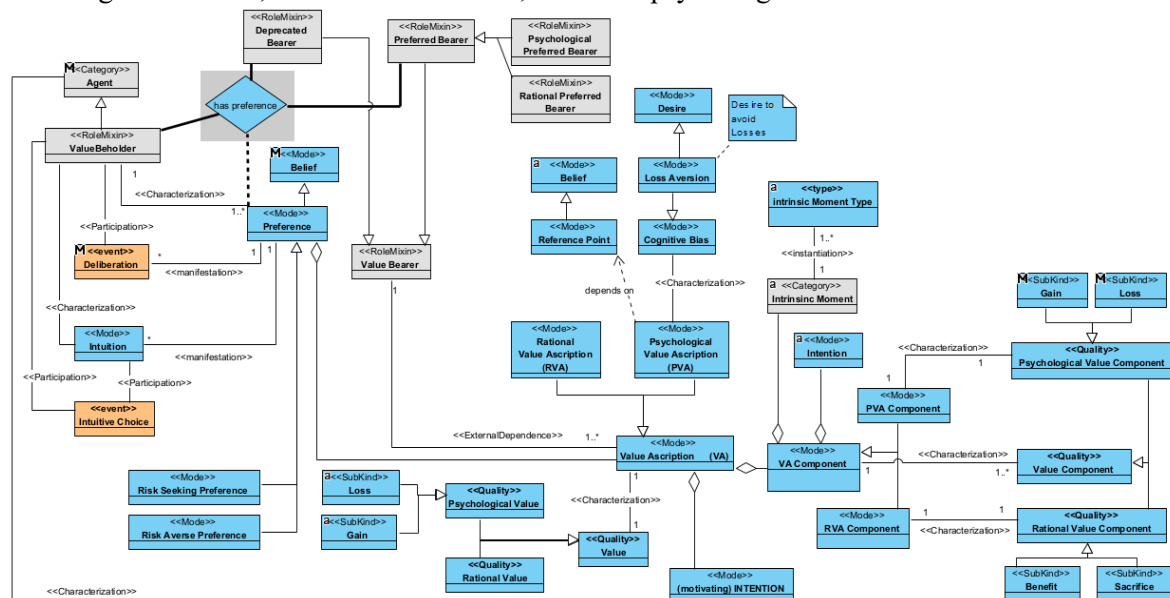 <<RoleMixin>>
Deprecated
Bearer
<<RoleMixin>>
Preferred Bearer
<<RoleMixin>>
Psychological
Preferred Bearer
<<RoleMixin>>
Rational Preferred
Bearer
M<<Category>>
Agent
has preference
<<RoleMixin>>
ValueBeholder
<<Mode>>
Desire
Desire to
avoid
Losses
M<<Mode>>
Belief
1
<<Characterization>>
1..*
<<Mode>>
Preference
a <<Mode>>
Belief
<<Mode>>
Loss Aversion
a <<type>>
intrinsic Moment Type
<<Participation>>
M<<event>>
Deliberation
*
<<manifestation>>
1
1
<<RoleMixin>>
Value Bearer
1
<<Mode>>
Reference Point
<<Mode>>
Cognitive Bias
1..*
<<instantiation>>
1
a <<Category>>
Intrinsinc Moment
M<<SubKind>>
Gain
M<<SubKind>>
Loss
depends on
<<Characterization>>
<<Characterization>>
<<Mode>>
Intuition
*
<<manifestation>>
<<Mode>>
Rational
Value Ascription
(RVA)
<<Mode>>
Psychological
Value Ascription
(PVA)
a<<Mode>>
Intention
<<Characterization>>
1
1
<<Quality>>
Psychological Value Component
<<Participation>>
<<Participation>>
<<event>>
Intuitive Choice
<<Mode>>
PVA Component
<<ExternalDependence>>
1..*
<<Mode>>
Value Ascription (VA)
<<Mode>>
VA Component
1
<<Characterization>>
1..*
<<Quality>>
Value Component
<<Mode>>
Risk Seeking Preference
a<<SubKind>>
Loss
<<Quality>>
Psychological Value
1
<<Characterization>>
1
<<Mode>>
RVA Component
1
1
<<Characterization>>
<<Quality>>
Rational Value Component
<<Mode>>
Risk Averse Preference
a<<SubKind>>
Gain
<<Quality>>
Value
<<Quality>>
Rational Value
<<Mode>>
(motivating) INTENTION
<<SubKind>>
Benefit
<<SubKind>>
Sacrifice
<<Characterization>>